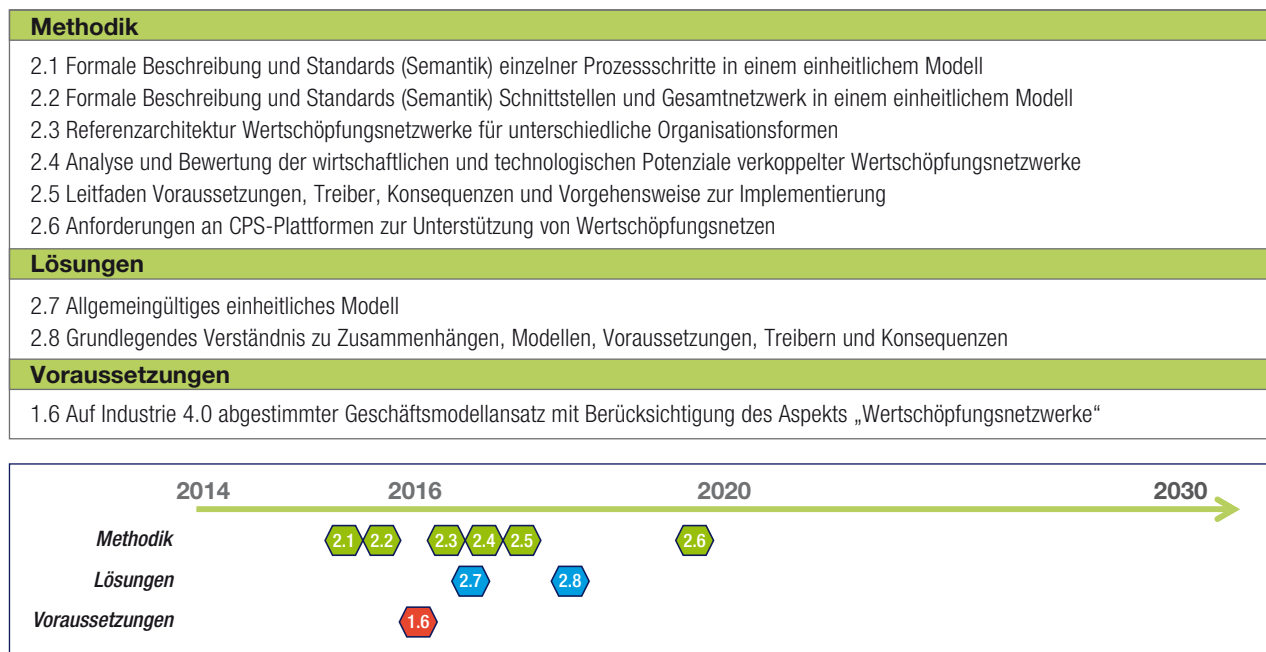 Methodik
2.1 Formale Beschreibung und Standards (Semantik) einzelner Prozessschritte in einem einheitlichem Modell
2.2 Formale Beschreibung und Standards (Semantik) Schnittstellen und Gesamtnetzwerk in einem einheitlichem Modell
2.3 Referenzarchitektur Wertschöpfungsnetzwerke für unterschiedliche Organisationsformen
2.4 Analyse und Bewertung der wirtschaftlichen und technologischen Potenziale verkoppelter Wertschöpfungsnetzwerke
2.5 Leitfaden Voraussetzungen, Treiber, Konsequenzen und Vorgehensweise zur Implementierung
2.6 Anforderungen an CPS-Plattformen zur Unterstützung von Wertschöpfungsnetzen
Lösungen
2.7 Allgemeingültiges einheitliches Modell
2.8 Grundlegendes Verständnis zu Zusammenhängen, Modellen, Voraussetzungen, Treibern und Konsequenzen
Voraussetzungen
1.6 Auf Industrie 4.0 abgestimmter Geschäftsmodellansatz mit Berücksichtigung des Aspekts „Wertschöpfungsnetzwerke“
2014 2016 2020 2030
Methodik 2.1 2.2 2.3 2.4 2.5 2.6
Lösungen 2.7 2.8
Voraussetzungen 1.6